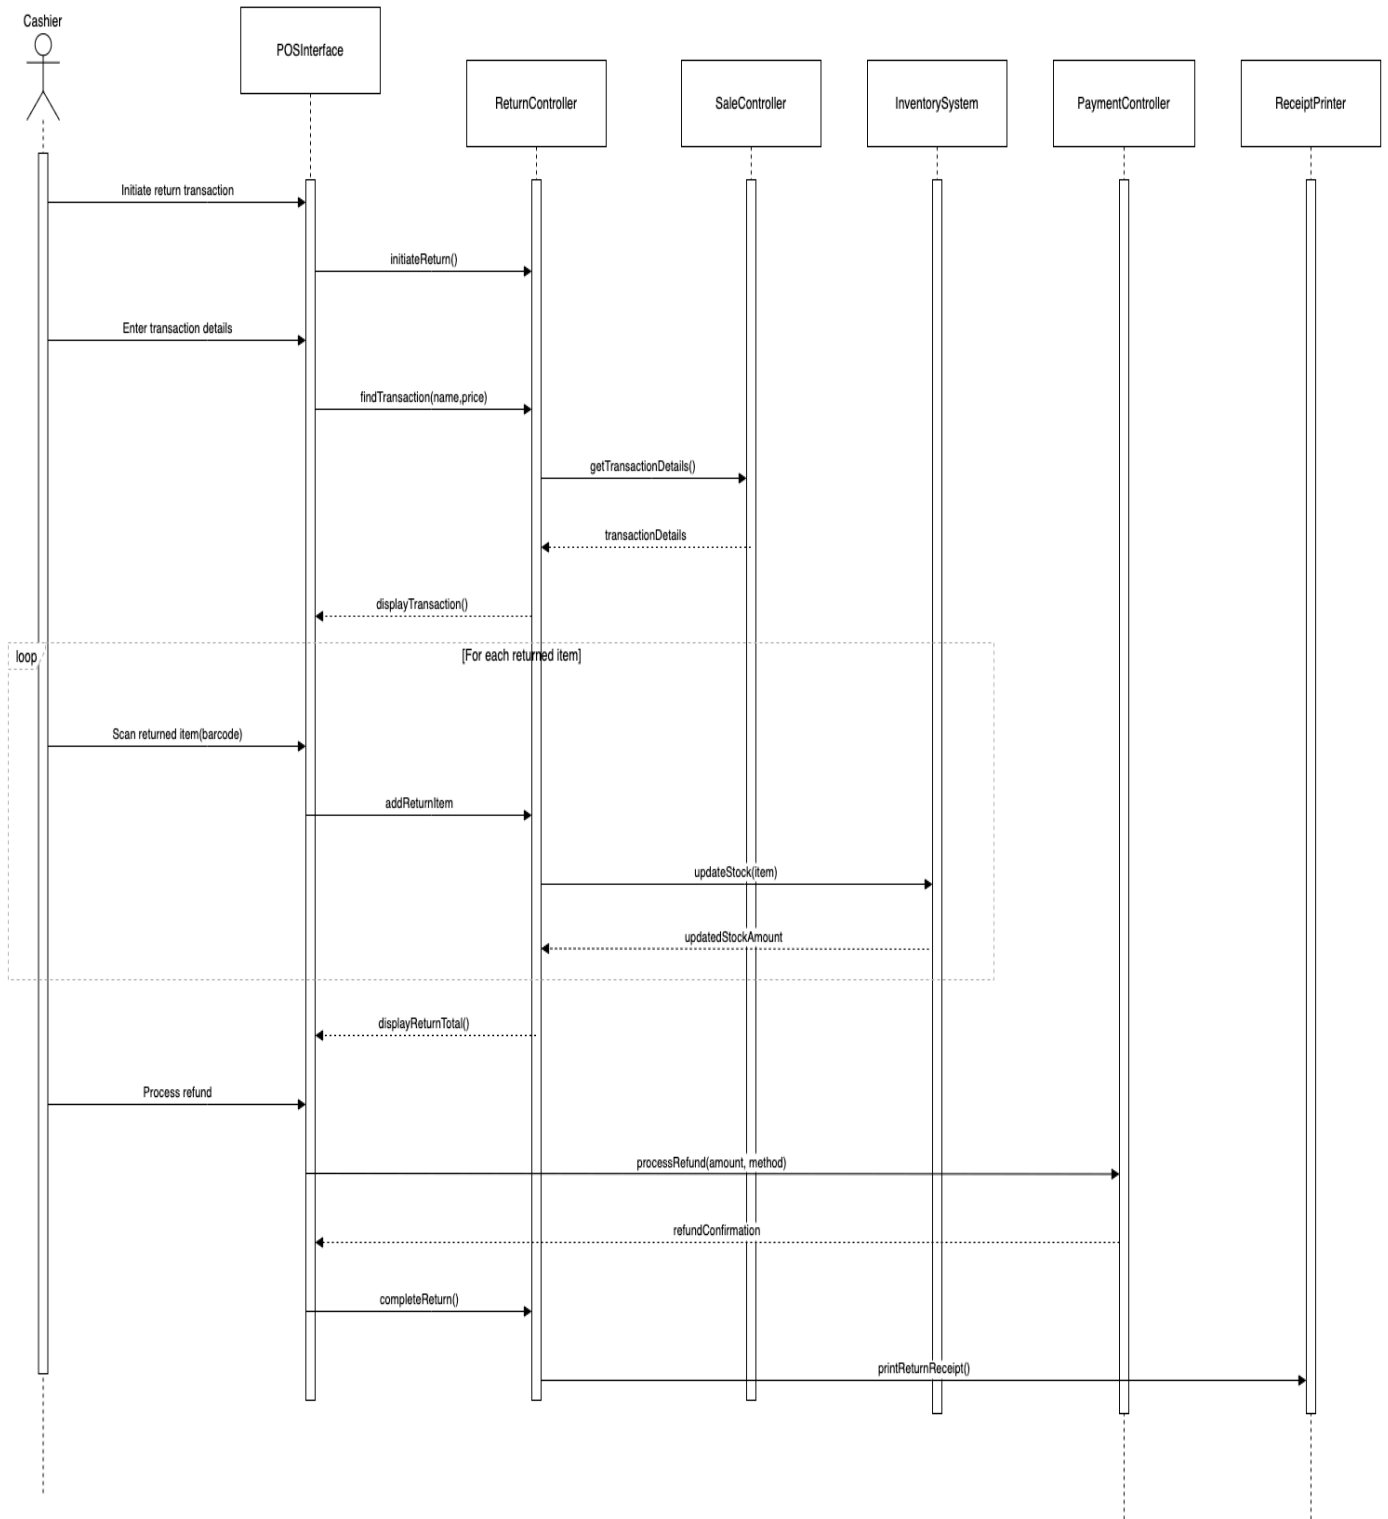 Cashier
POSInterface
ReturnController
SaleController
InventorySystem
PaymentController
ReceiptPrinter
Initiate return transaction
initiateReturn()
Enter transaction details
findTransaction(name,price)
getTransactionDetails()
transactionDetails
displayTransaction()
loop
[For each returned item]
Scan returned item(barcode)
addReturnItem
updateStock(item)
updatedStockAmount
displayReturnTotal()
Process refund
processRefund(amount, method)
refundConfirmation
completeReturn()
printReturnReceipt()